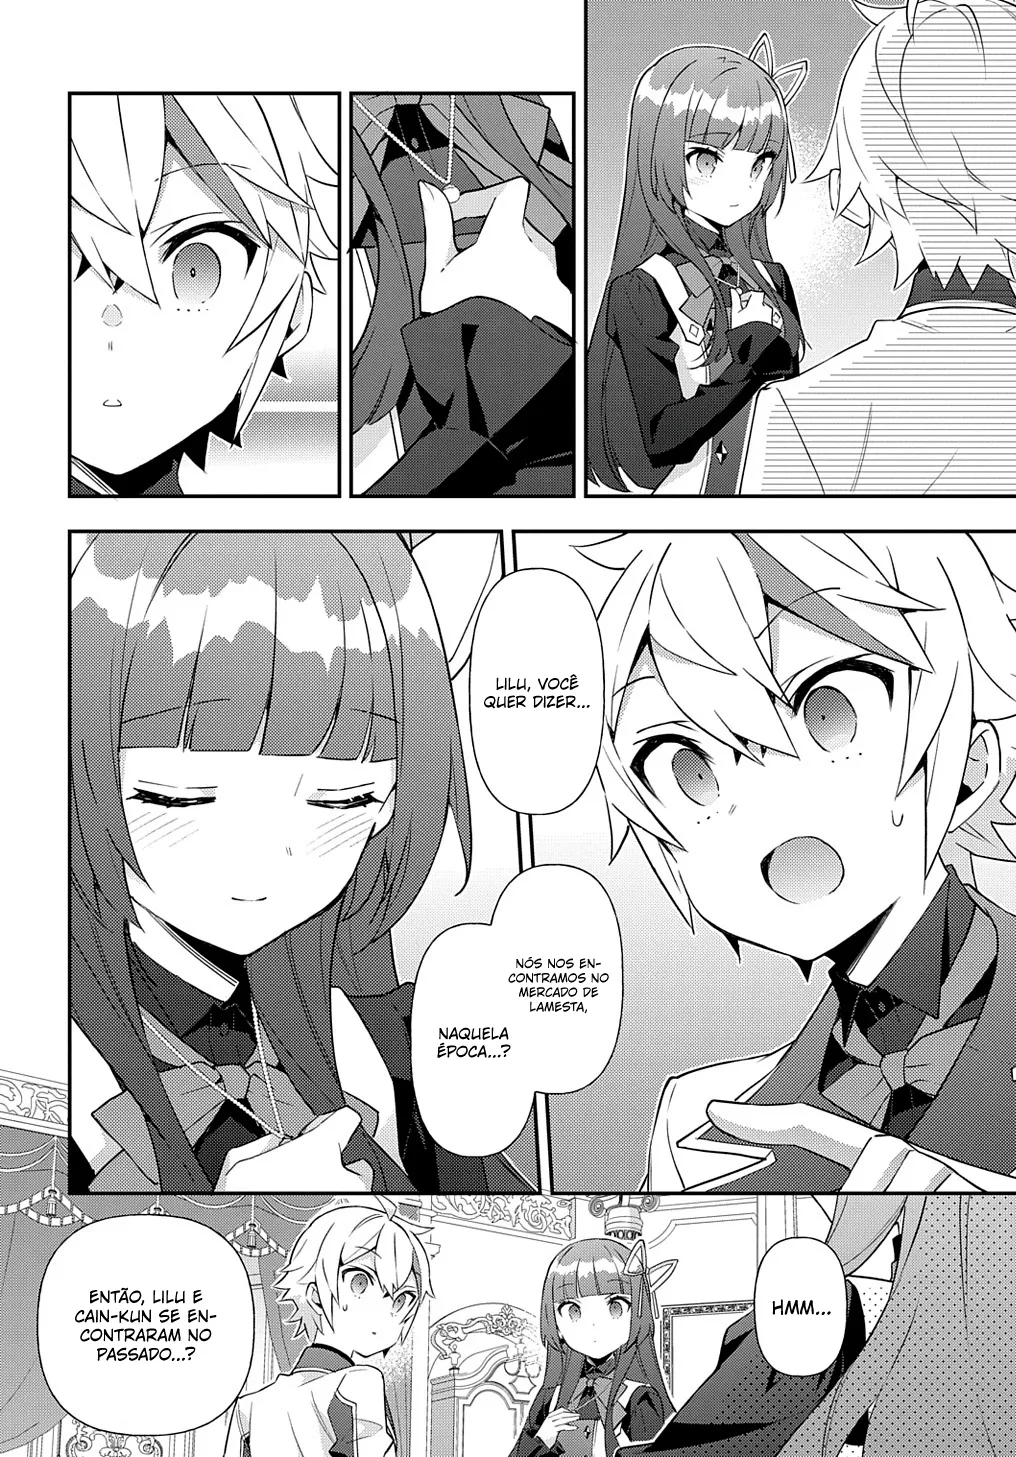 LILU, VOCÊ
QUER DIZER...
NÓS NOS EN-
CONTRAMOS NO
MERCADO DE
LAMESTA,
NAQUELA
ÉPOCA...?
HMM...
ENTÃO, LILU E
CAIN-KUN SE EN-
CONTRARAM NO
PASSADO...?